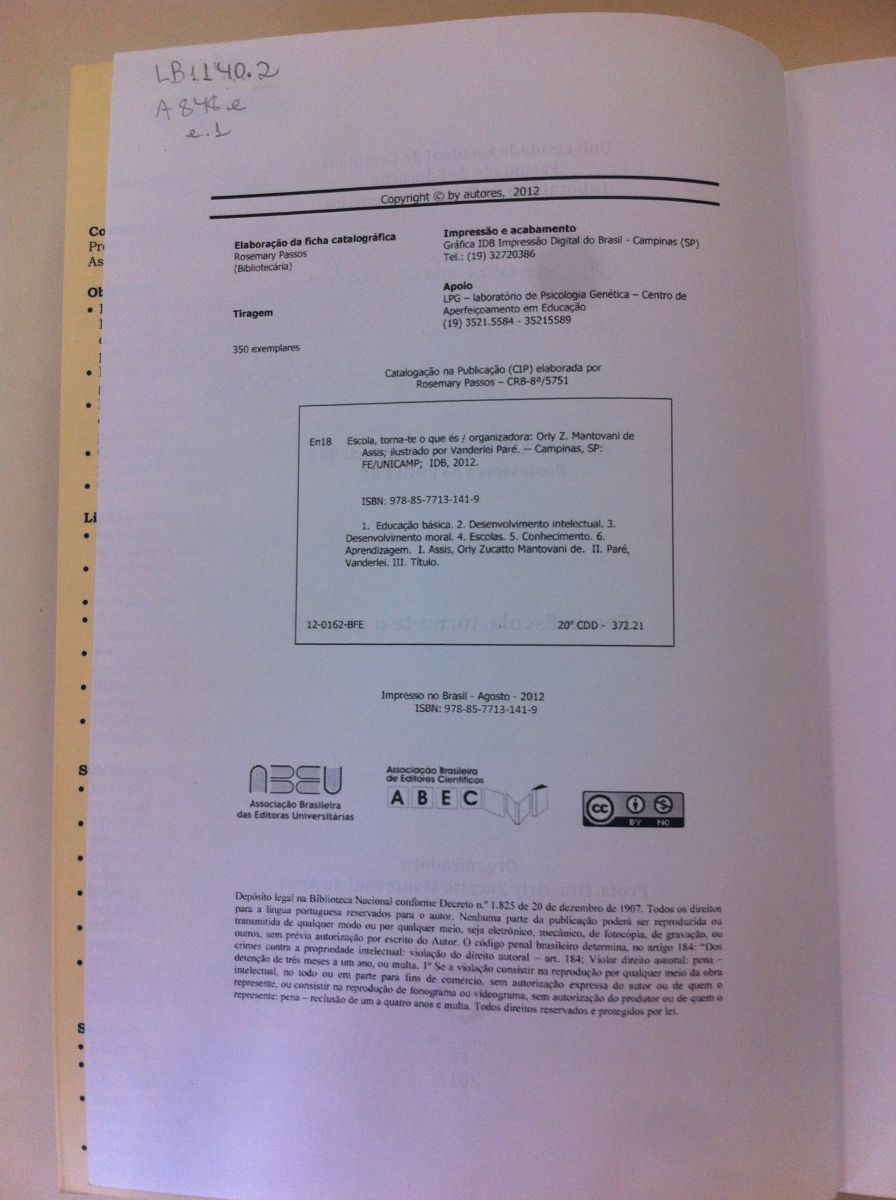 LB1140.2
A848e
e.1
Copyright © by autores, 2012
Elaboração da ficha catalográfica
Rosemary Passos
(Bibliotecária)
Tiragem
350 exemplares
Impressão e acabamento
Gráfica IDB Impressão Digital do Brasil - Campinas (SP)
Tel.: (19) 32720386
Apoio
LPG – laboratório de Psicologia Genética – Centro de
Aperfeiçoamento em Educação
(19) 3521.5584 - 35215589
Catalogação na Publicação (CIP) elaborada por
Rosemary Passos – CRB-8ª/5751
En18 Escola, torna-te o que és / organizadora: Orly Z. Mantovani de
Assis; ilustrado por Vanderlei Paré. -- Campinas, SP:
FE/UNICAMP; IDB, 2012.
ISBN: 978-85-7713-141-9
1. Educação básica. 2. Desenvolvimento intelectual. 3.
Desenvolvimento moral. 4. Escolas. 5. Conhecimento. 6.
Aprendizagem. I. Assis, Orly Zucatto Mantovani de. II. Paré,
Vanderlei. III. Título.
12-0162-BFE 20ª CDD - 372.21
Impresso no Brasil - Agosto - 2012
ISBN: 978-85-7713-141-9
ABEU
Associação Brasileira
das Editoras Universitárias
Associação Brasileira
de Editores Científicos
ABEC
cc BY NC
Depósito legal na Biblioteca Nacional conforme Decreto n.º 1.825 de 20 de dezembro de 1907. Todos os direitos
para a língua portuguesa reservados para o autor. Nenhuma parte da publicação poderá ser reproduzida ou
transmitida de qualquer modo ou por qualquer meio, seja eletrônico, mecânico, de fotocópia, de gravação, ou
outros, sem prévia autorização por escrito do Autor. O código penal brasileiro determina, no artigo 184: “Dos
crimes contra a propriedade intelectual: violação do direito autoral – art. 184; Violar direito autoral: pena –
detenção de três meses a um ano, ou multa. 1º Se a violação consistir na reprodução por qualquer meio da obra
intelectual, no todo ou em parte para fins de comércio, sem autorização expressa do autor ou de quem o
represente, ou consistir na reprodução de fonograma ou videograma, sem autorização do produtor ou de quem o
represente: pena – reclusão de um a quatro anos e multa. Todos direitos reservados e protegidos por lei.